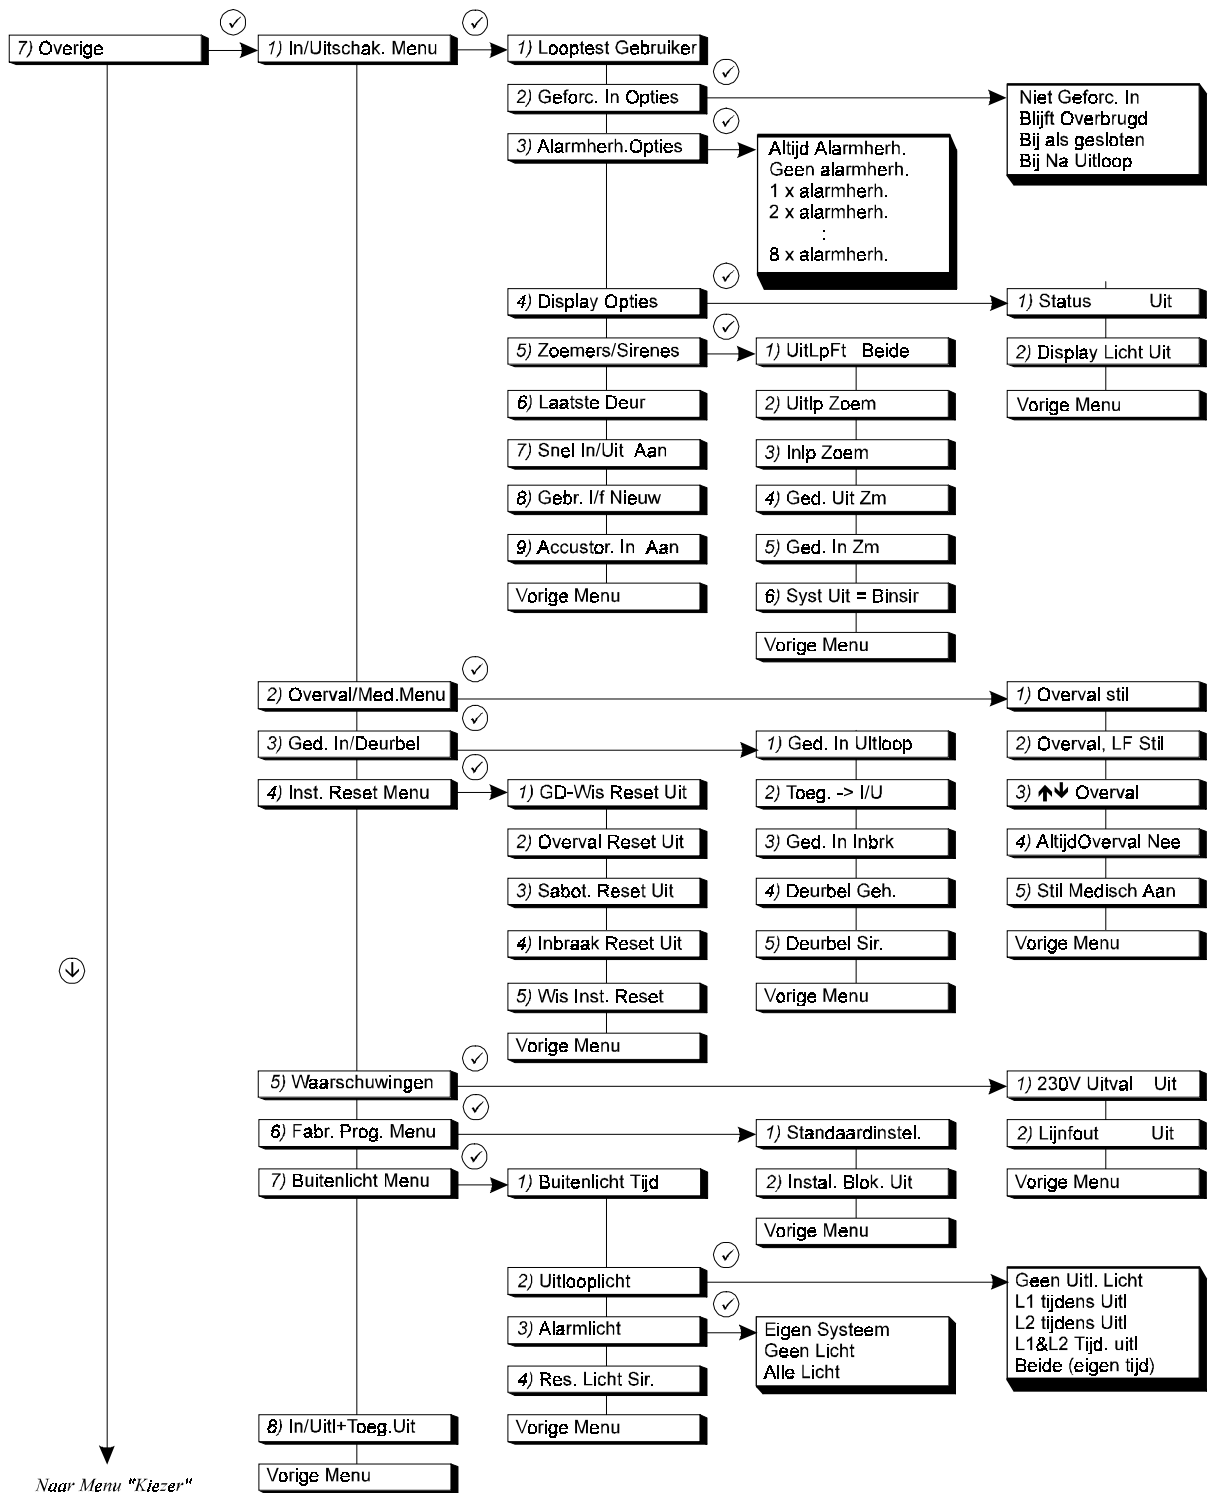 7) Overige
1) In/Uitschak. Menu
1) Looptest Gebruiker
2) Geforc. In Opties
Niet Geforc. In
Blijft Overbrugd
Bij als gesloten
Bij Na Uitloop
3) Alarmherh.Opties
Altijd Alarmherh.
Geen alarmherh.
1 x alarmherh.
2 x alarmherh.
:
8 x alarmherh.
4) Display Opties
1) Status Uit
2) Display Licht Uit
Vorige Menu
5) Zoemers/Sirenes
1) UitLpFt Beide
2) Uitlp Zoem
3) Inlp Zoem
4) Ged. Uit Zm
5) Ged. In Zm
6) Syst Uit = Binsir
Vorige Menu
6) Laatste Deur
7) Snel In/Uit Aan
8) Gebr. I/f Nieuw
9) Accustor. In Aan
Vorige Menu
2) Overval/Med.Menu
1) Overval stil
2) Overval, LF Stil
3) ↑↓ Overval
4) AltijdOverval Nee
5) Stil Medisch Aan
Vorige Menu
3) Ged. In/Deurbel
1) Ged. In UItloop
2) Toeg. -> I/U
3) Ged. In Inbrk
4) Deurbel Geh.
5) Deurbel Sir.
Vorige Menu
4) Inst. Reset Menu
1) GD-Wis Reset Uit
2) Overval Reset Uit
3) Sabot. Reset Uit
4) Inbraak Reset Uit
5) Wis Inst. Reset
Vorige Menu
5) Waarschuwingen
1) 230V Uitval Uit
2) Lijnfout Uit
Vorige Menu
6) Fabr. Prog. Menu
1) Standaardinstel.
2) Instal. Blok. Uit
Vorige Menu
7) Buitenlicht Menu
1) Buitenlicht Tijd
2) Uitlooplicht
Geen Uitl. Licht
L1 tijdens Uitl
L2 tijdens Uitl
L1&L2 Tijd. uitl
Beide (eigen tijd)
3) Alarmlicht
Eigen Systeem
Geen Licht
Alle Licht
4) Res. Licht Sir.
Vorige Menu
8) In/Uitl+Toeg.Uit
Vorige Menu
Naar Menu "Kiezer"